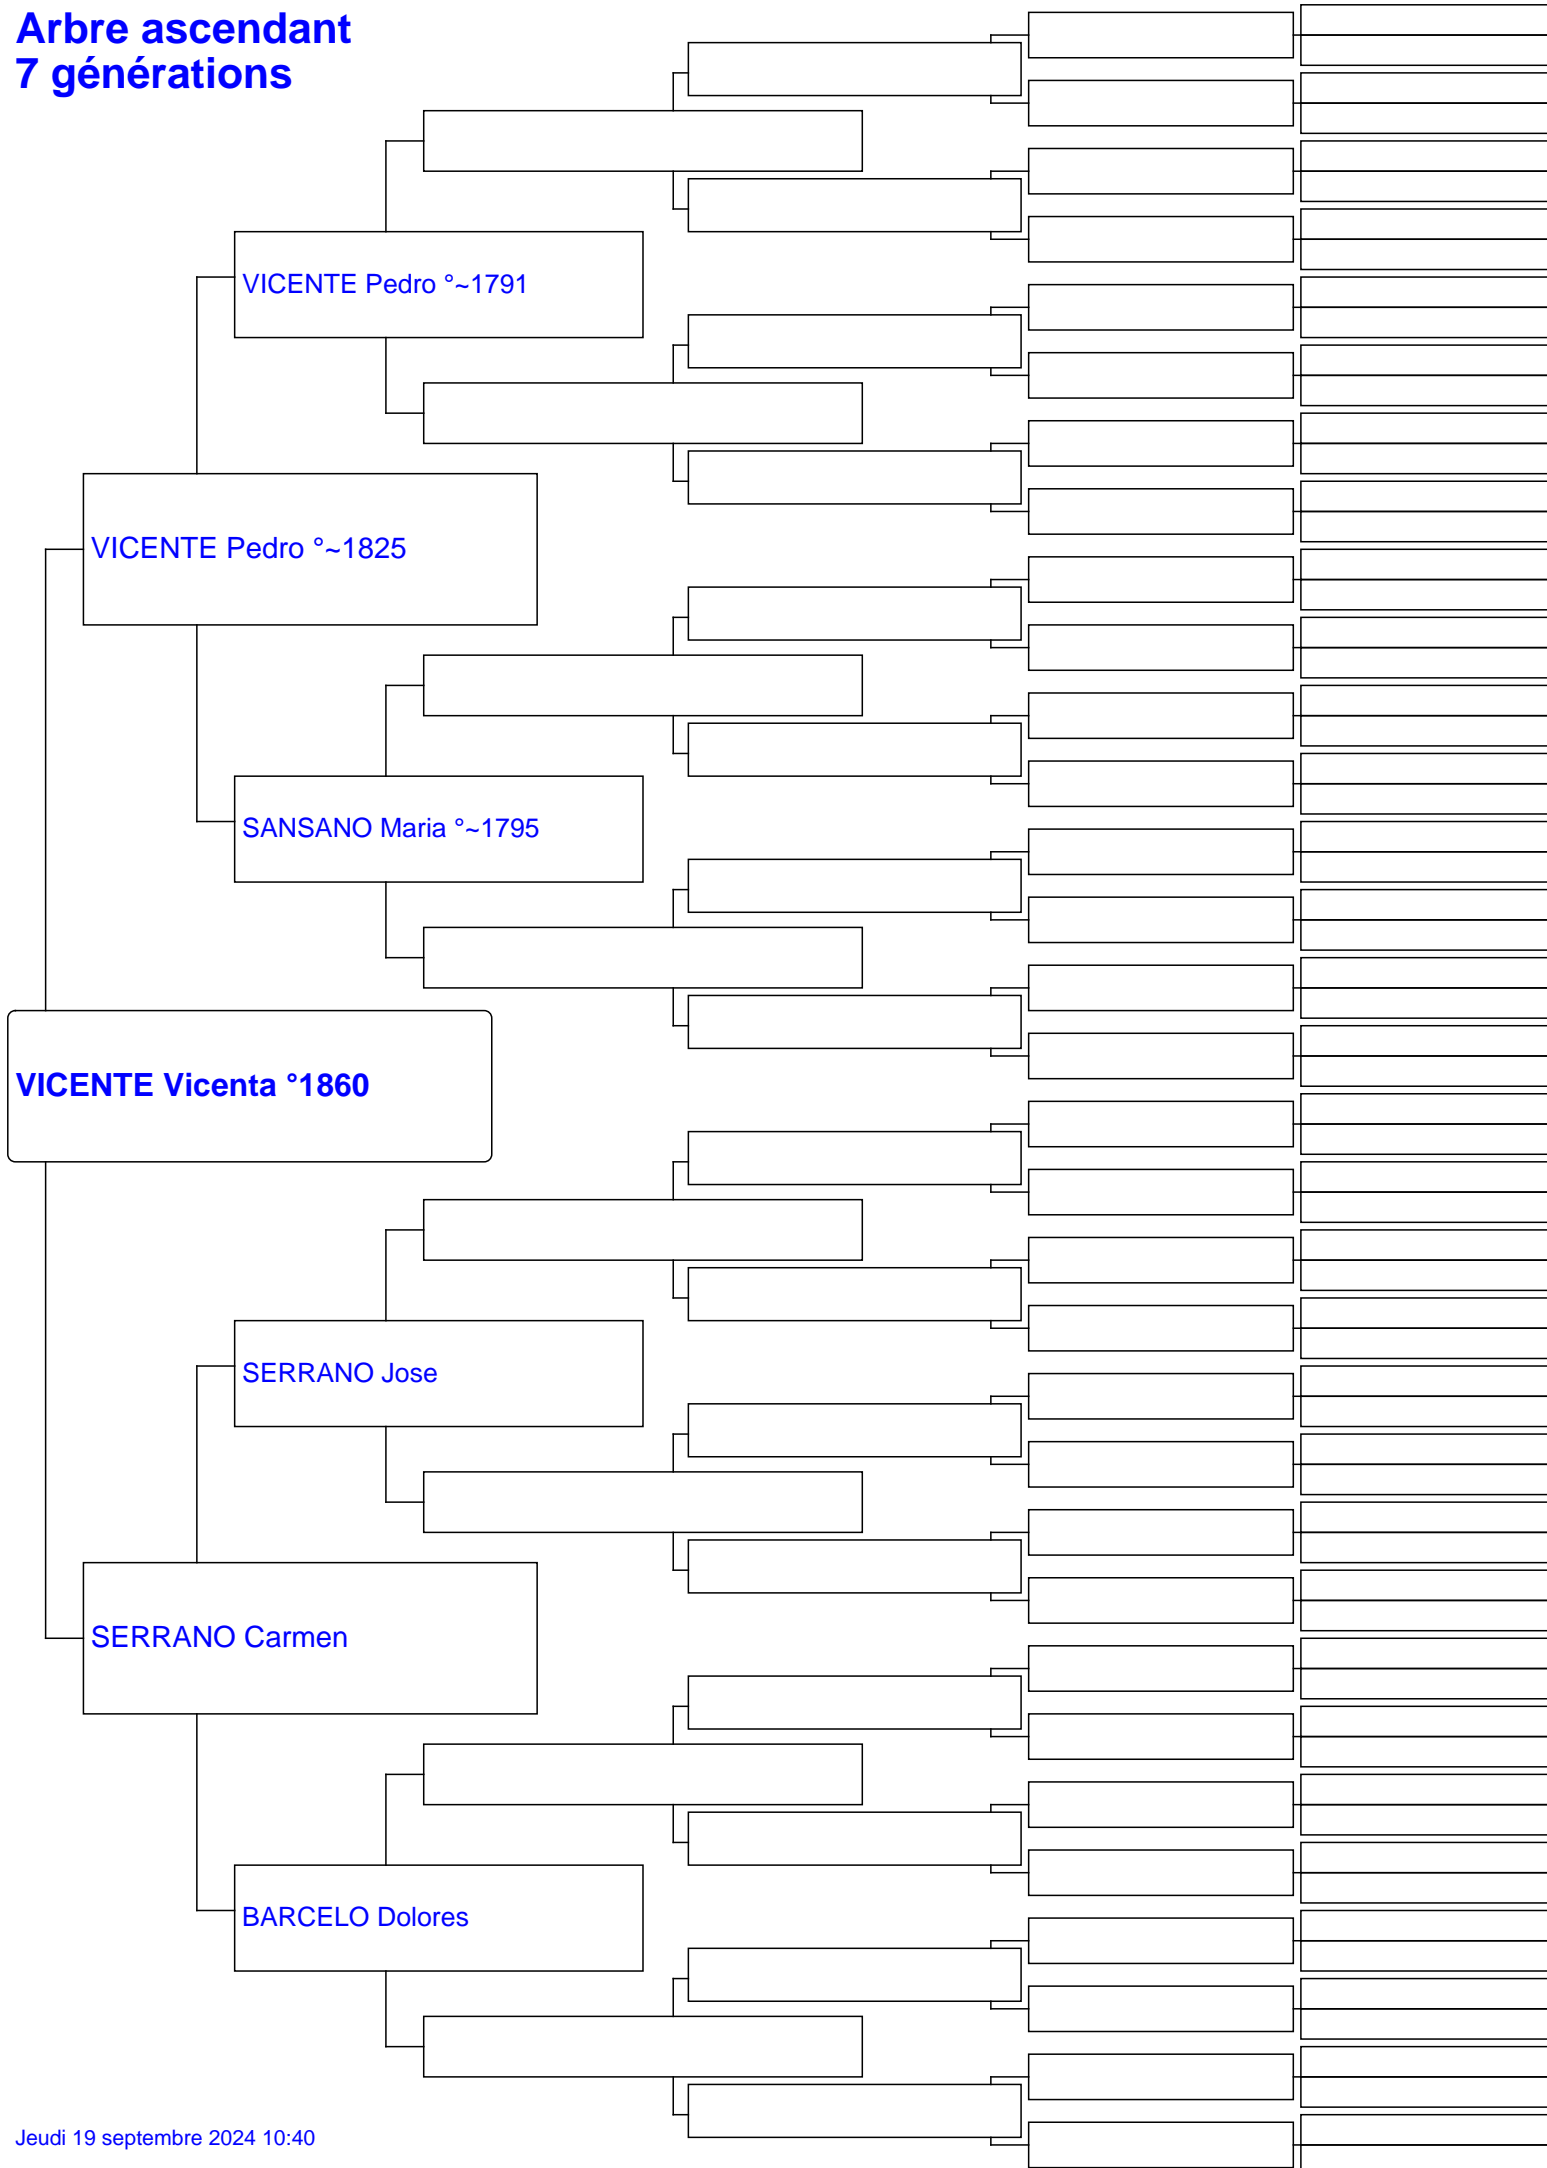 Arbre ascendant
7 générations
VICENTE Pedro °~1791
VICENTE Pedro °~1825
SANSANO Maria °~1795
VICENTE Vicenta °1860
SERRANO Jose
SERRANO Carmen
BARCELO Dolores
Jeudi 19 septembre 2024 10:40